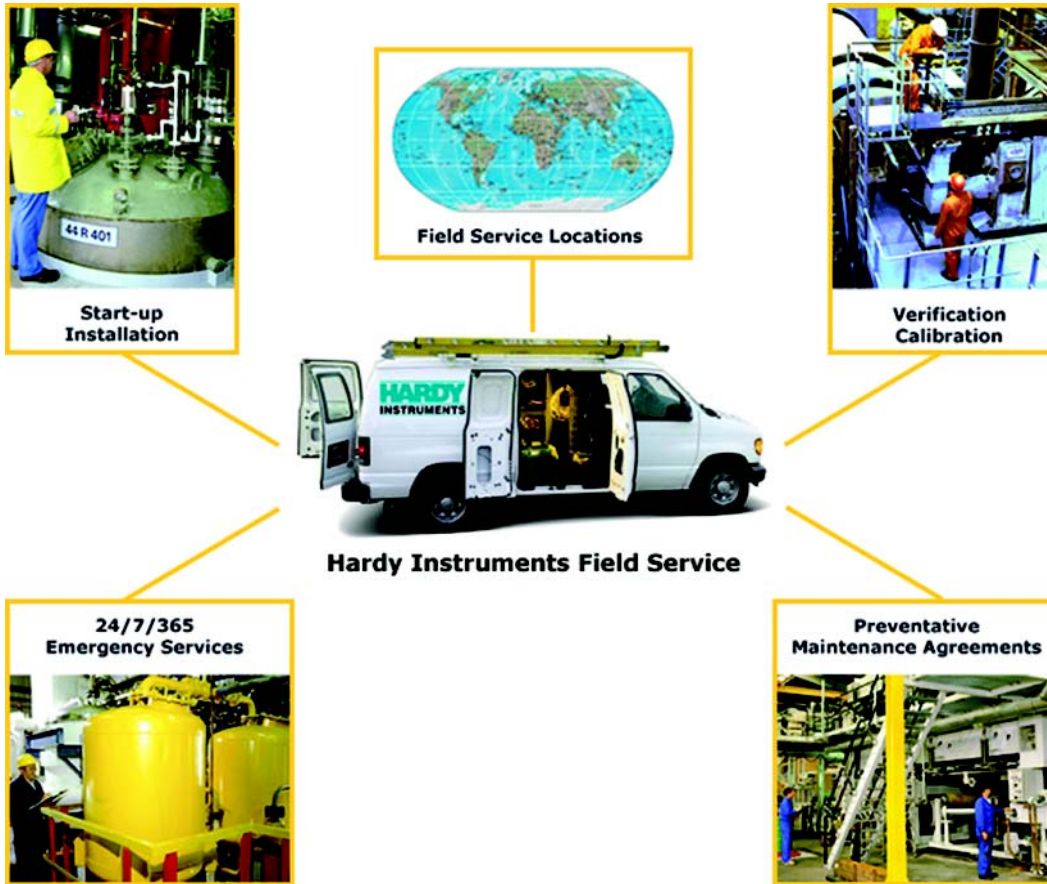 44 R 401
Start-up
Installation
Field Service Locations
Verification
Calibration
HARDY
INSTRUMENTS
Hardy Instruments Field Service
24/7/365
Emergency Services
Preventative
Maintenance Agreements